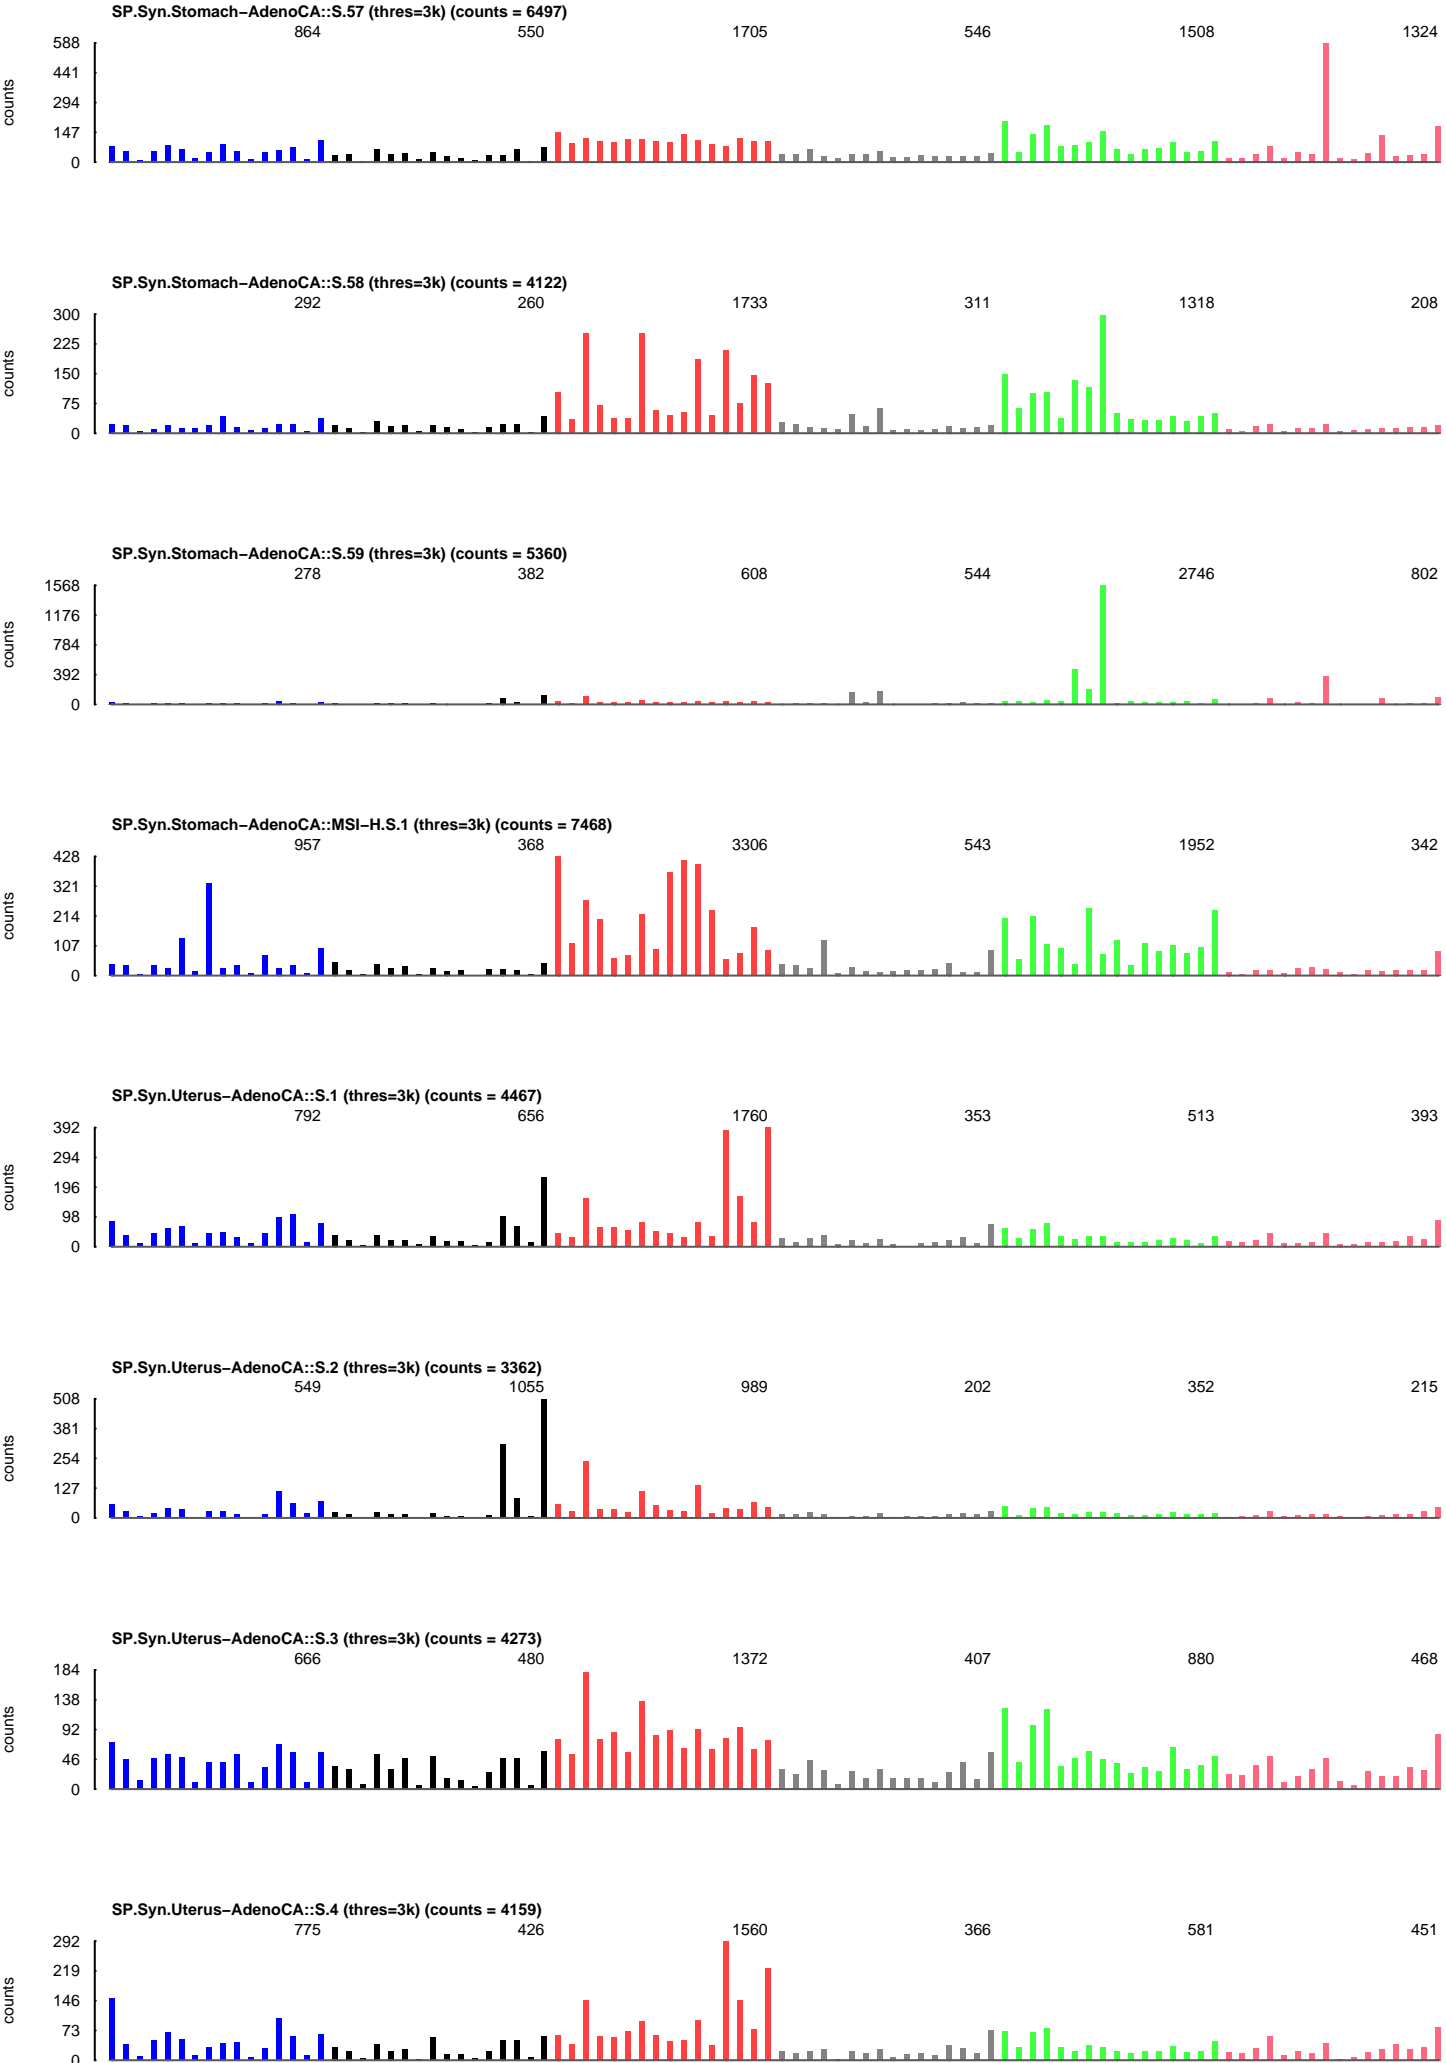 SP.Syn.Stomach−AdenoCA::S.57 (thres=3k) (counts = 6497)
864 550 1705 546 1508 1324
588
441
294
147
0
counts
SP.Syn.Stomach−AdenoCA::S.58 (thres=3k) (counts = 4122)
292 260 1733 311 1318 208
300
225
150
75
0
counts
SP.Syn.Stomach−AdenoCA::S.59 (thres=3k) (counts = 5360)
278 382 608 544 2746 802
1568
1176
784
392
0
counts
SP.Syn.Stomach−AdenoCA::MSI−H.S.1 (thres=3k) (counts = 7468)
957 368 3306 543 1952 342
428
321
214
107
0
counts
SP.Syn.Uterus−AdenoCA::S.1 (thres=3k) (counts = 4467)
792 656 1760 353 513 393
392
294
196
98
0
counts
SP.Syn.Uterus−AdenoCA::S.2 (thres=3k) (counts = 3362)
549 1055 989 202 352 215
508
381
254
127
0
counts
SP.Syn.Uterus−AdenoCA::S.3 (thres=3k) (counts = 4273)
666 480 1372 407 880 468
184
138
92
46
0
counts
SP.Syn.Uterus−AdenoCA::S.4 (thres=3k) (counts = 4159)
775 426 1560 366 581 451
292
219
146
73
0
counts